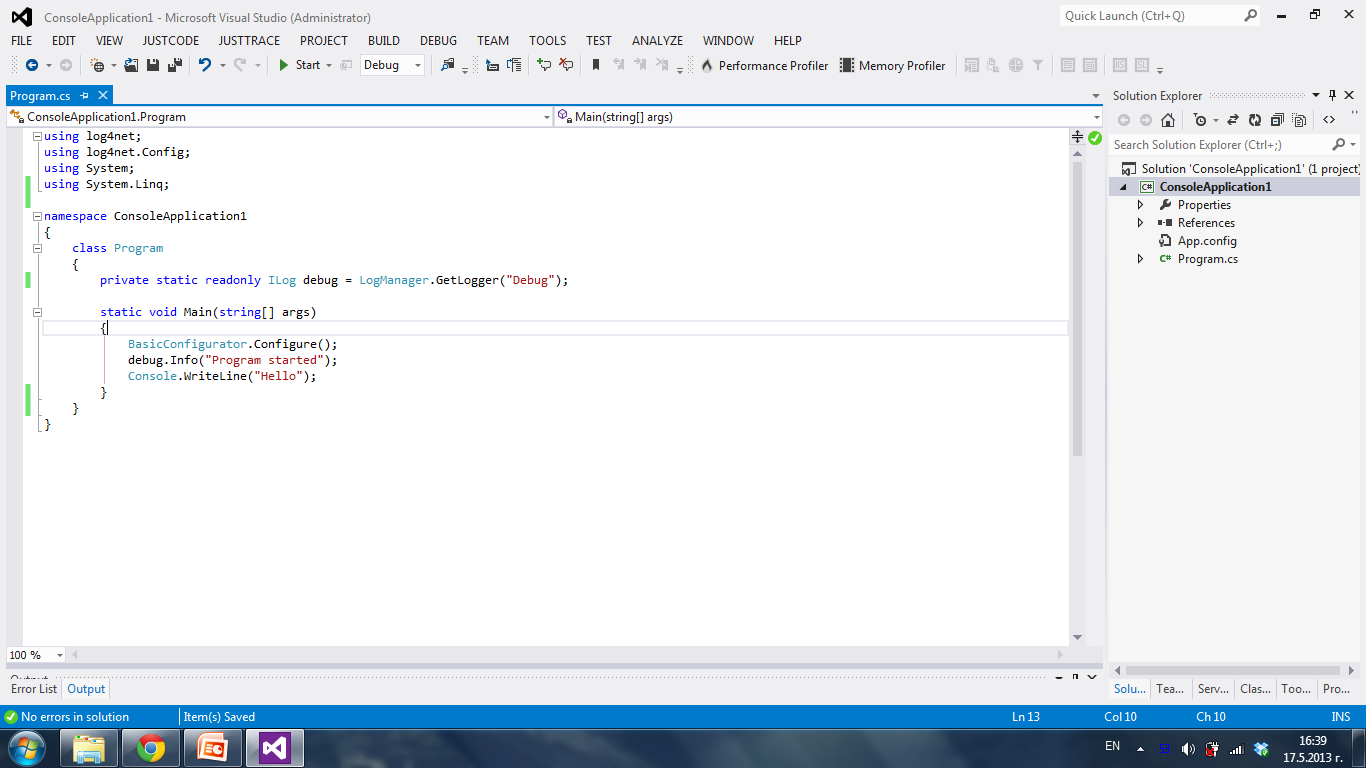 ConsoleApplication1 - Microsoft Visual Studio (Administrator)
Quick Launch (Ctrl+Q)
FILE EDIT VIEW JUSTCODE JUSTTRACE PROJECT BUILD DEBUG TEAM TOOLS TEST ANALYZE WINDOW HELP
Start Debug Performance Profiler Memory Profiler
Program.cs
ConsoleApplication1.Program Main(string[] args)
using log4net;
using log4net.Config;
using System;
using System.Linq;
namespace ConsoleApplication1
{
class Program
{
private static readonly ILog debug = LogManager.GetLogger("Debug");
static void Main(string[] args)
{
BasicConfigurator.Configure();
debug.Info("Program started");
Console.WriteLine("Hello");
}
}
}
100 %
Output
Error List Output
Solution Explorer
Search Solution Explorer (Ctrl+;)
Solution 'ConsoleApplication1' (1 project)
C# ConsoleApplication1
Properties
References
App.config
C# Program.cs
Solu... Tea... Serv... Clas... Too... Pro...
No errors in solution Item(s) Saved Ln 13 Col 10 Ch 10 INS
EN
16:39
17.5.2013 г.